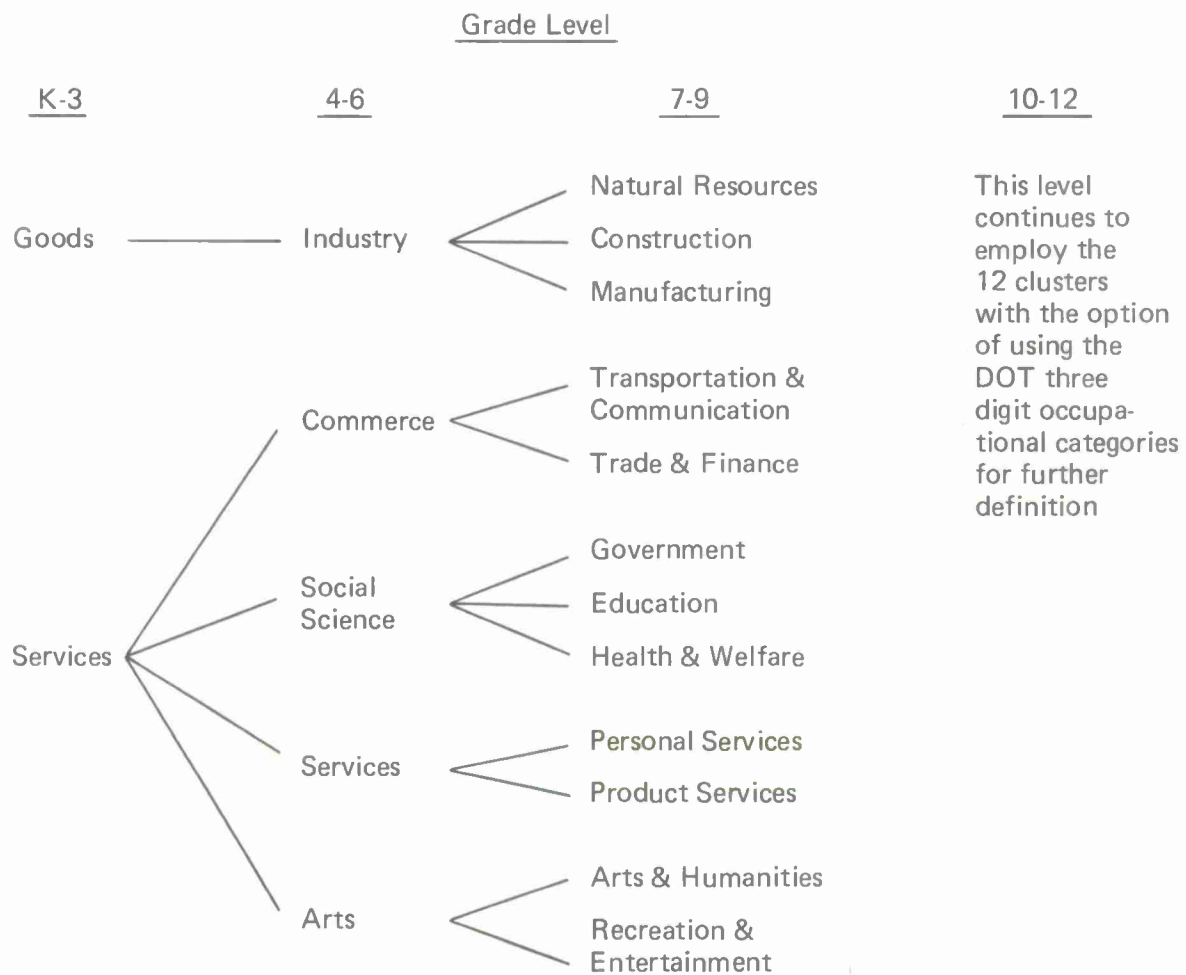 Grade Level
K-3
4-6
7-9
10-12
Goods
Industry
Natural Resources
Construction
Manufacturing
This level
continues to
employ the
12 clusters
with the option
of using the
DOT three
digit occupa-
tional categories
for further
definition
Services
Commerce
Transportation &
Communication
Trade & Finance
Social
Science
Government
Education
Health & Welfare
Services
Personal Services
Product Services
Arts
Arts & Humanities
Recreation &
Entertainment